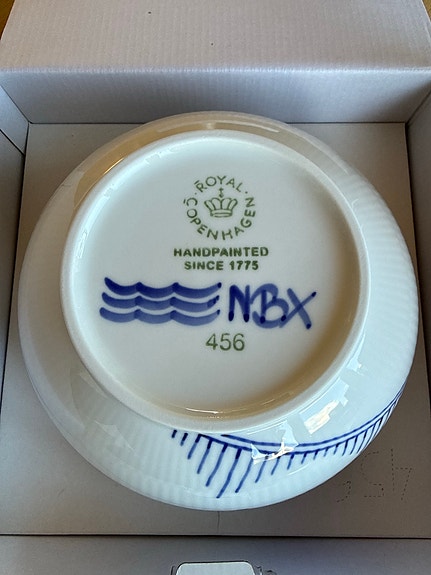 ROYAL COPENHAGEN
HANDPAINTED
SINCE 1775
NBX
456